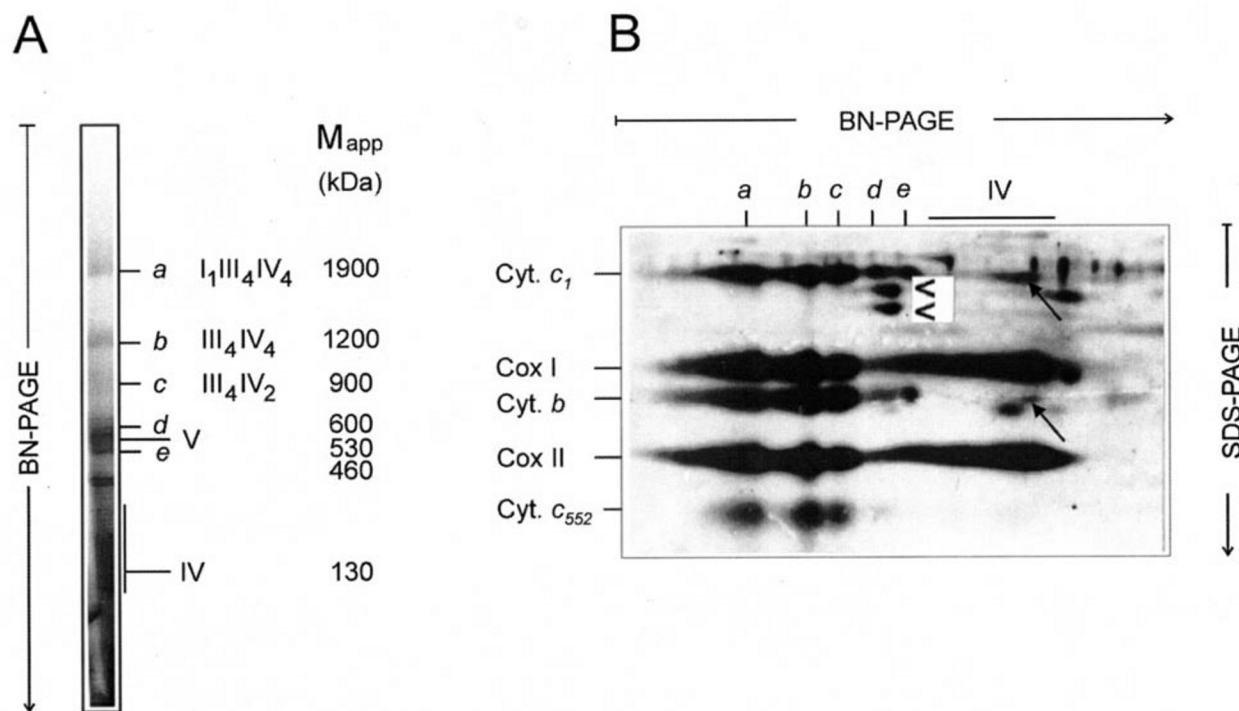 A
B
BN-PAGE
M app
(kDa)
a I₁III₄IV₄ 1900
b III₄IV₄ 1200
c III₄IV₂ 900
d 600
V 530
e 460
IV 130
BN-PAGE
a b c d e IV
Cyt. c₁
V V
Cox I
Cyt. b
Cox II
Cyt. c₅₅₂
SDS-PAGE